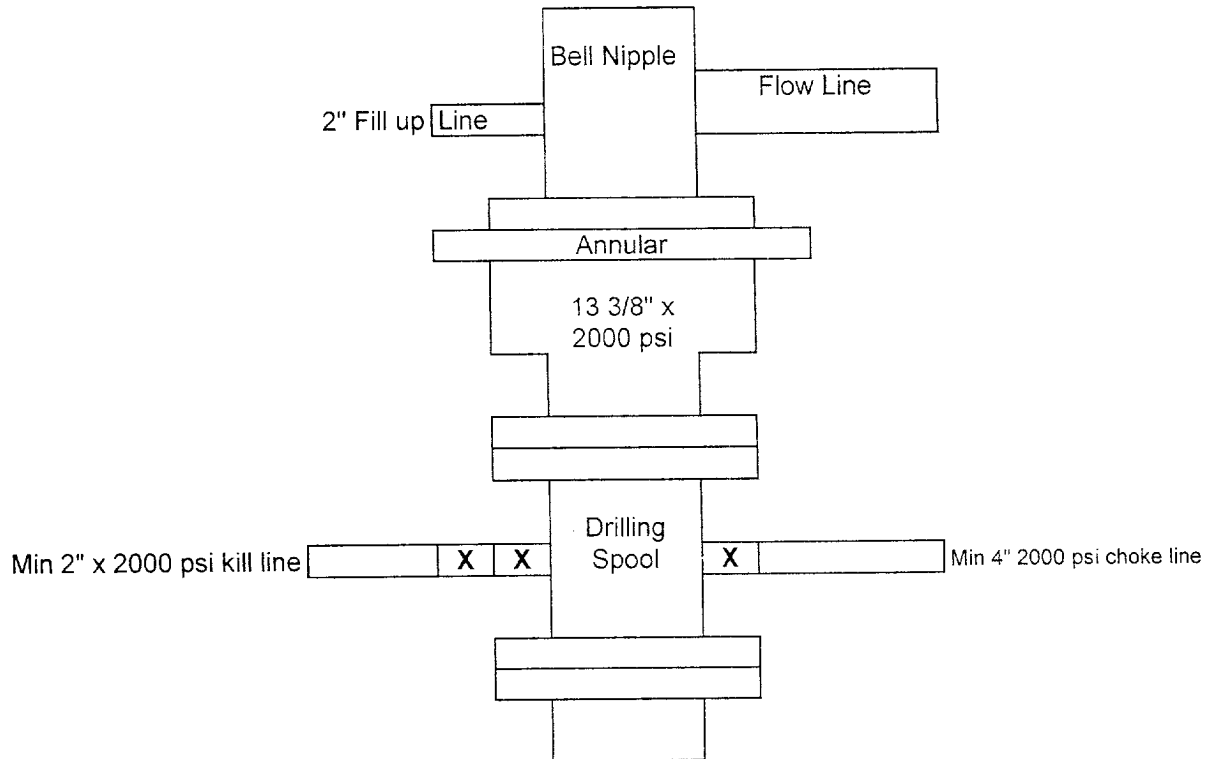 Bell Nipple
Flow Line
2" Fill up Line
Annular
13 3/8" x
2000 psi
Drilling
Spool
Min 2" x 2000 psi kill line
X X
X
Min 4" 2000 psi choke line